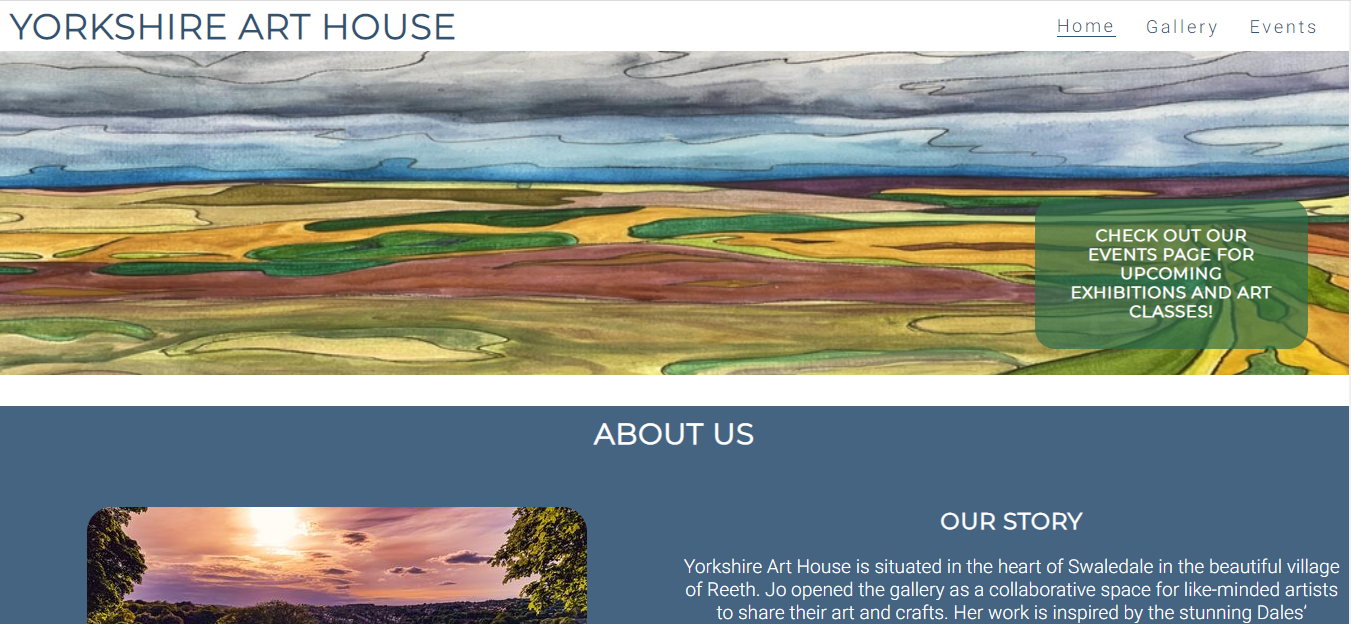 YORKSHIRE ART HOUSE
Home Gallery Events
CHECK OUT OUR
EVENTS PAGE FOR
UPCOMING
EXHIBITIONS AND ART
CLASSES!
ABOUT US
OUR STORY
Yorkshire Art House is situated in the heart of Swaledale in the beautiful village
of Reeth. Jo opened the gallery as a collaborative space for like-minded artists
to share their art and crafts. Her work is inspired by the stunning Dales’